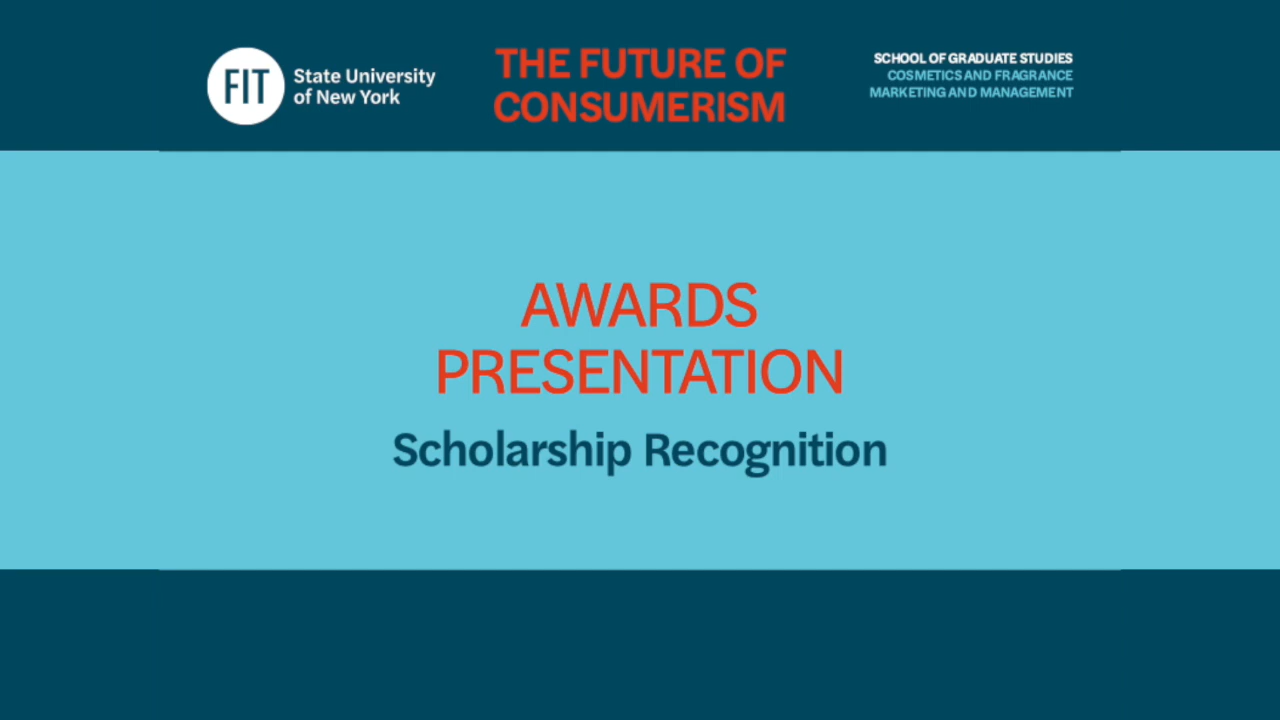 FIT
State University
of New York
THE FUTURE OF
CONSUMERISM
SCHOOL OF GRADUATE STUDIES
COSMETICS AND FRAGRANCE
MARKETING AND MANAGEMENT
AWARDS
PRESENTATION
Scholarship Recognition